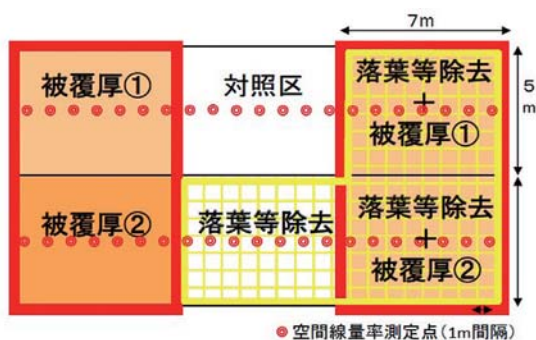 7m
被覆厚①
対照区
落葉等除去
+
被覆厚①
5
m
被覆厚②
落葉等除去
落葉等除去
+
被覆厚②
空間線量率測定点(1m間隔)